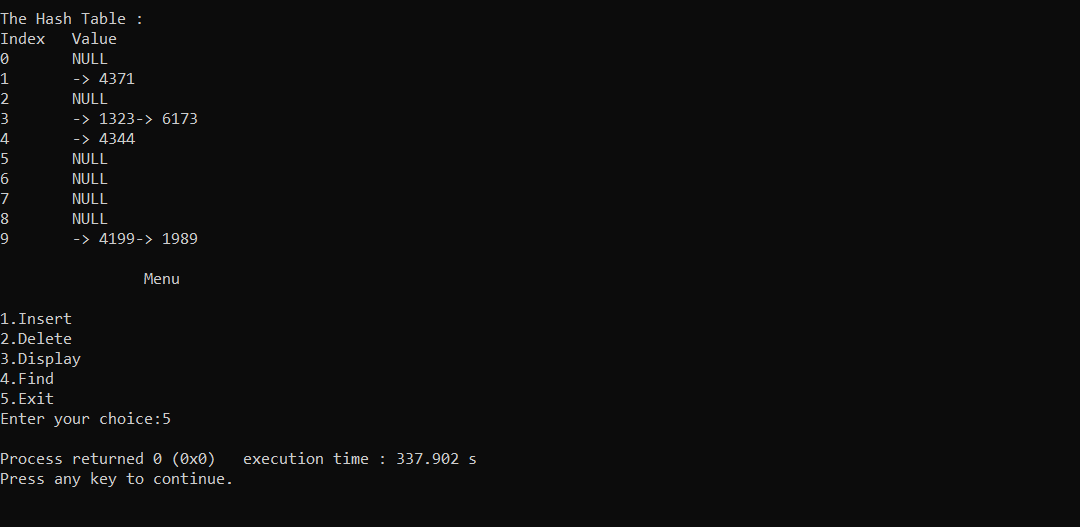 The Hash Table :
Index   Value
0       NULL
1       -> 4371
2       NULL
3       -> 1323-> 6173
4       -> 4344
5       NULL
6       NULL
7       NULL
8       NULL
9       -> 4199-> 1989
Menu
1.Insert
2.Delete
3.Display
4.Find
5.Exit
Enter your choice:5
Process returned 0 (0x0)   execution time : 337.902 s
Press any key to continue.